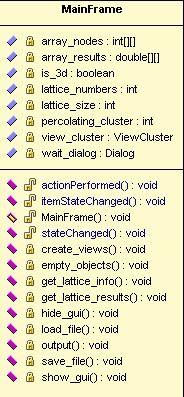 MainFrame
array_nodes : int[][]
array_results : double[][]
is_3d : boolean
lattice_numbers : int
lattice_size : int
percolating_cluster : int
view_cluster : ViewCluster
wait_dialog : Dialog
actionPerformed() : void
itemStateChanged() : void
MainFrame() : void
stateChanged() : void
create_views() : void
empty_objects() : void
get_lattice_info() : void
get_lattice_results() : void
hide_gui() : void
load_file() : void
output() : void
save_file() : void
show_gui() : void